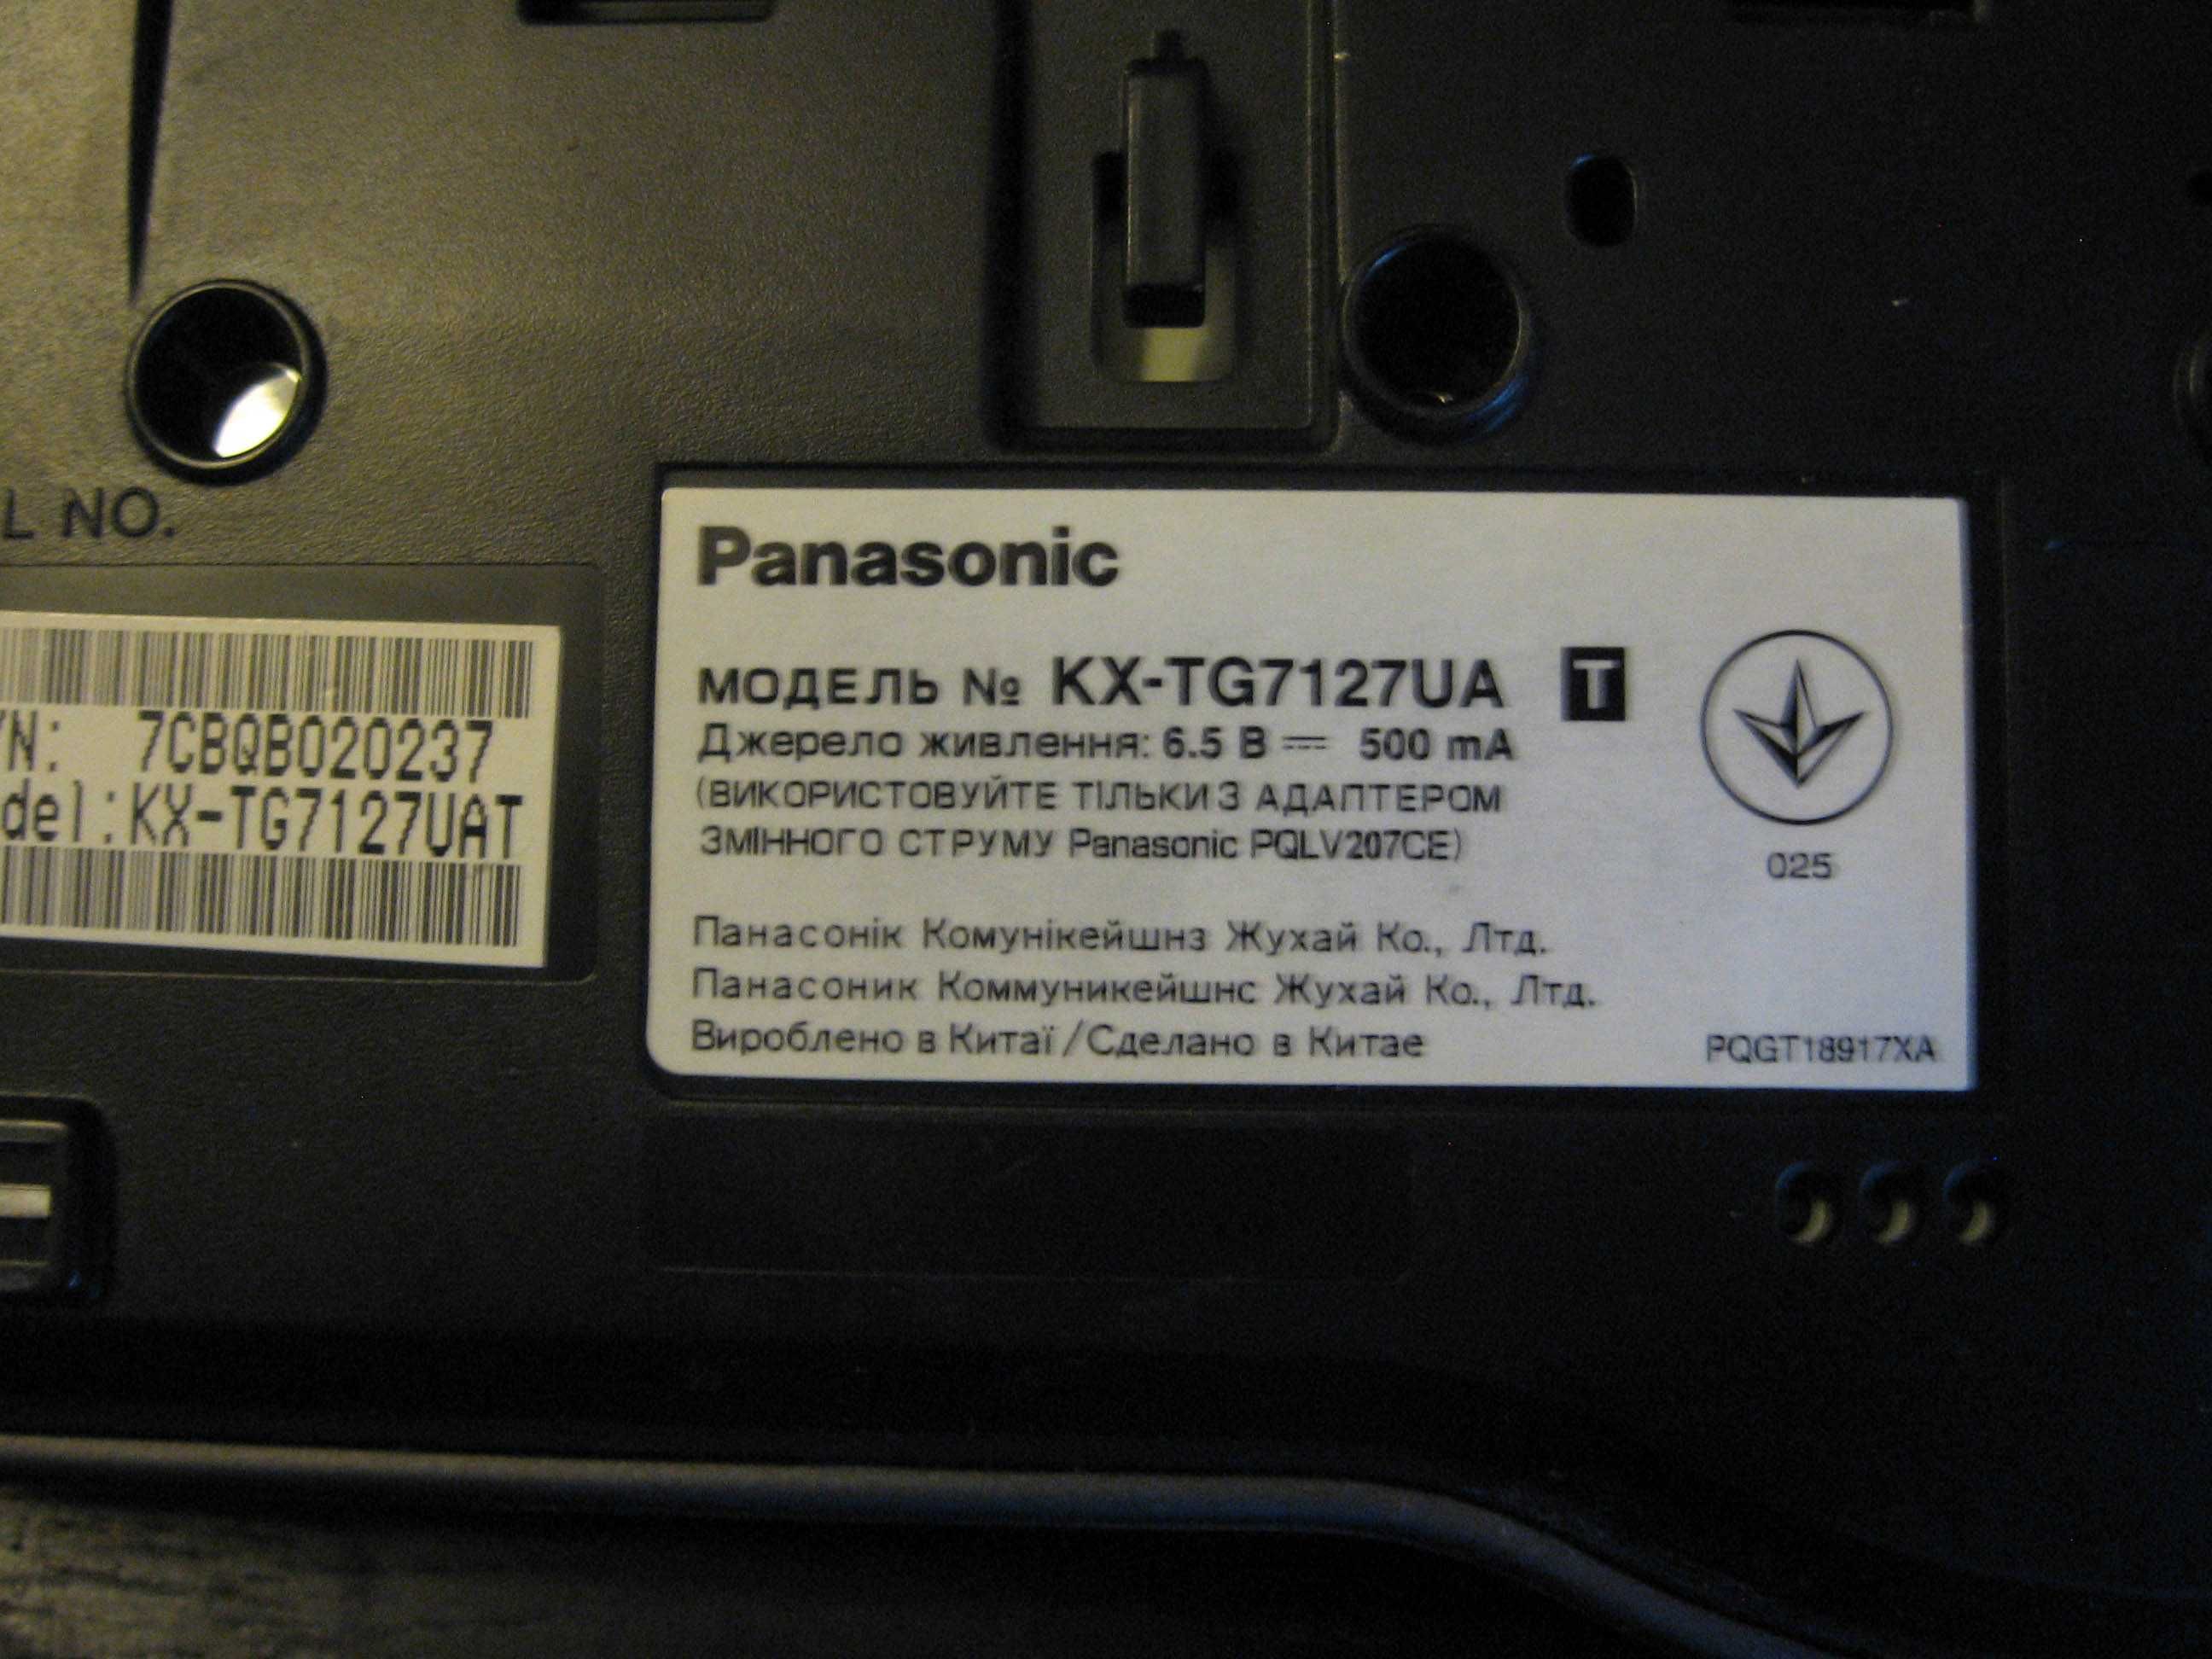 L NO.
N: 7CBQB020237
del:KX-TG7127UAT
Panasonic
МОДЕЛЬ № KX-TG7127UA T
Джерело живлення: 6.5 В ⎓ 500 mA
(ВИКОРИСТОВУЙТЕ ТІЛЬКИ З АДАПТЕРОМ
ЗМІННОГО СТРУМУ Panasonic PQLV207CE)
025
Панасонік Комунікейшнз Жухай Ко., Лтд.
Панасоник Коммуникейшнс Жухай Ко., Лтд.
Вироблено в Китаї / Сделано в Китае
PQGT18917XA